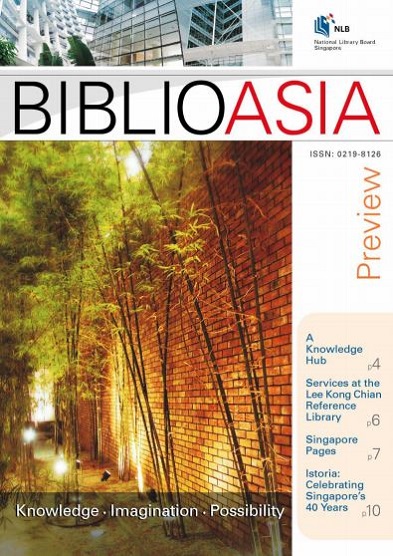 NLB
National Library Board
Singapore
BIBLIOASIA
ISSN: 0219-8126
Preview
A
Knowledge
Hub p4
Services at the
Lee Kong Chian
Reference
Library p6
Singapore
Pages p7
Istoria:
Celebrating
Singapore's
40 Years p10
Knowledge · Imagination · Possibility